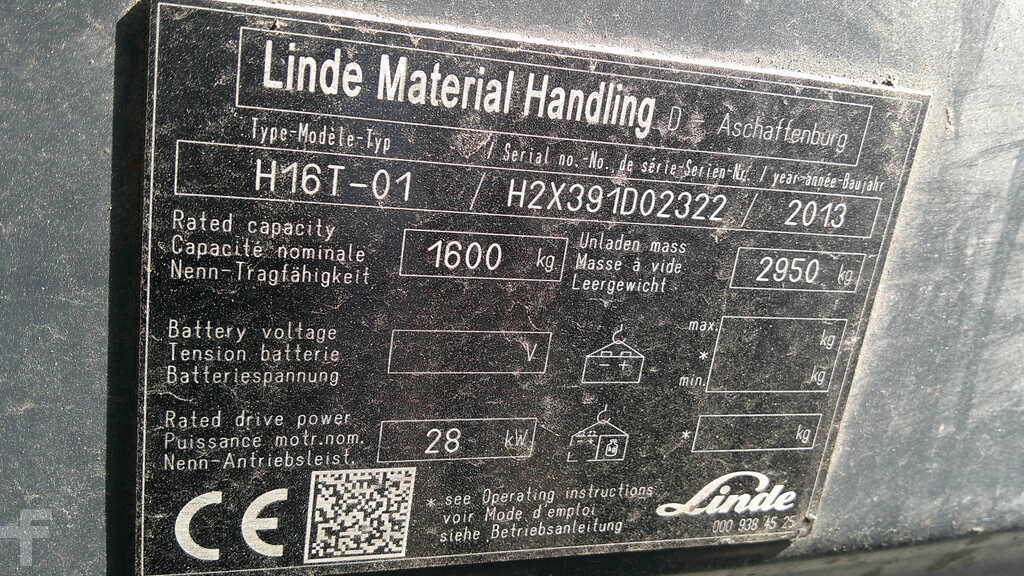 Linde Material Handling D - Aschaffenburg
Type-Modèle-Typ / Serial no.-No. de série-Serien-Nr. / year-année-Baujahr
H16T-01 / H2X391D02322 / 2013
Rated capacity
Capacité nominale
Nenn-Tragfähigkeit
1600 kg
Unladen mass
Masse à vide
Leergewicht
2950 kg
Battery voltage
Tension batterie
Batteriespannung
V
- +
max. kg
*
min. kg
Rated drive power
Puissance motr.nom.
Nenn-Antriebsleist.
28 kW
* kg
CE
* see Operating instructions
voir Mode d'emploi
siehe Betriebsanleitung
Linde
000 938 45 25